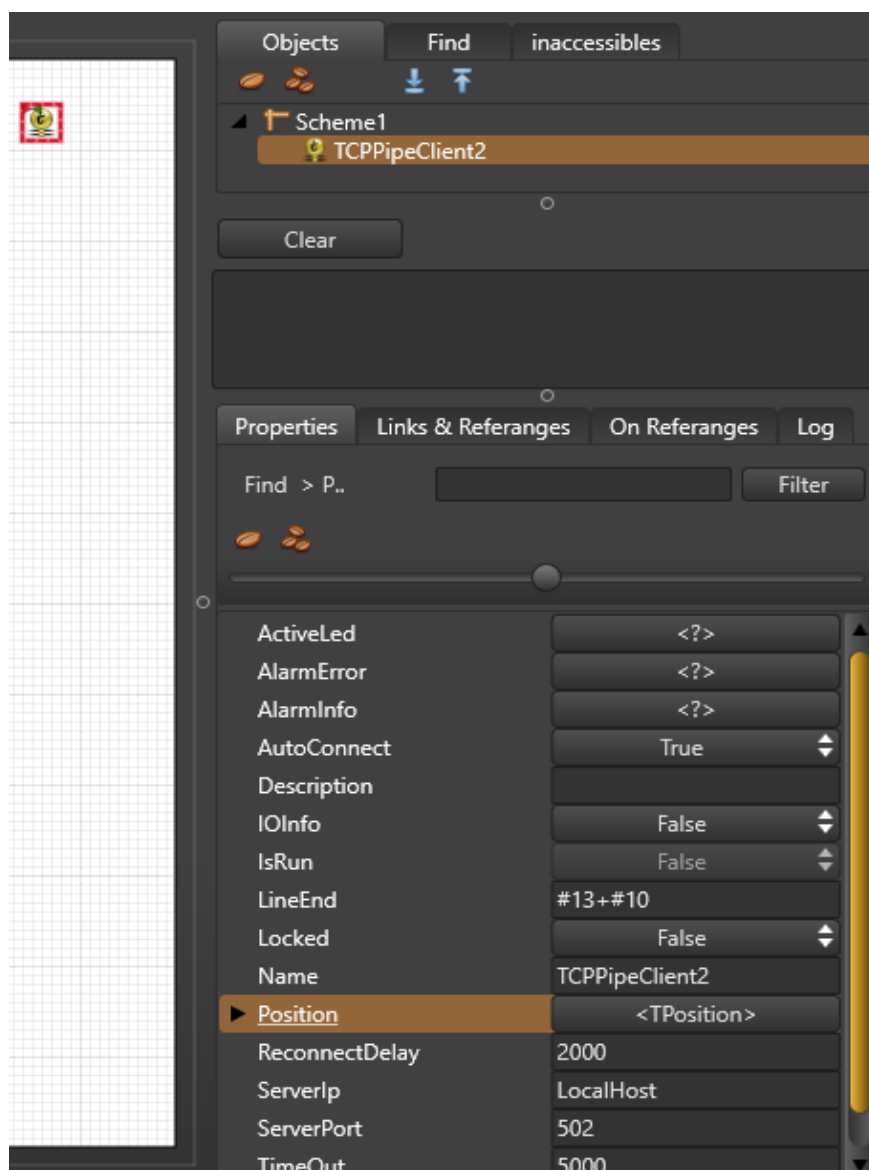 Objects Find inaccessibles
Scheme1
TCPPipeClient2
Clear
Properties Links & Referanges On Referanges Log
Find > P.. Filter
ActiveLed <?>
AlarmError <?>
AlarmInfo <?>
AutoConnect True
Description
IOInfo False
IsRun False
LineEnd #13+#10
Locked False
Name TCPPipeClient2
Position <TPosition>
ReconnectDelay 2000
ServerIp LocalHost
ServerPort 502
TimeOut 5000